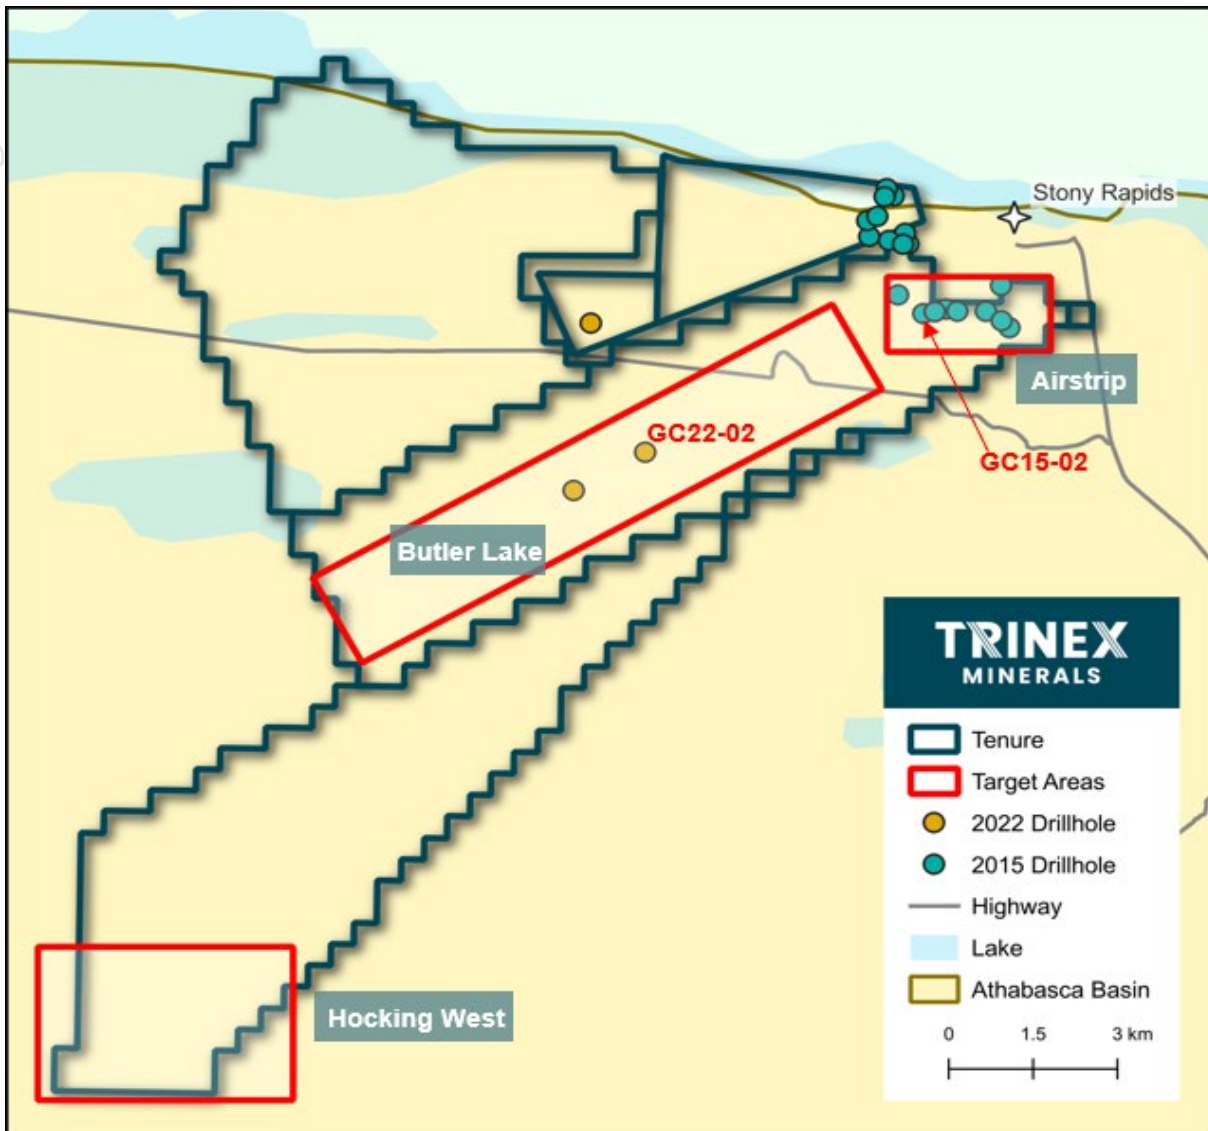 Stony Rapids
Airstrip
GC22-02
GC15-02
Butler Lake
TRINEX
MINERALS
Tenure
Target Areas
2022 Drillhole
2015 Drillhole
Highway
Lake
Athabasca Basin
0 1.5 3 km
Hocking West